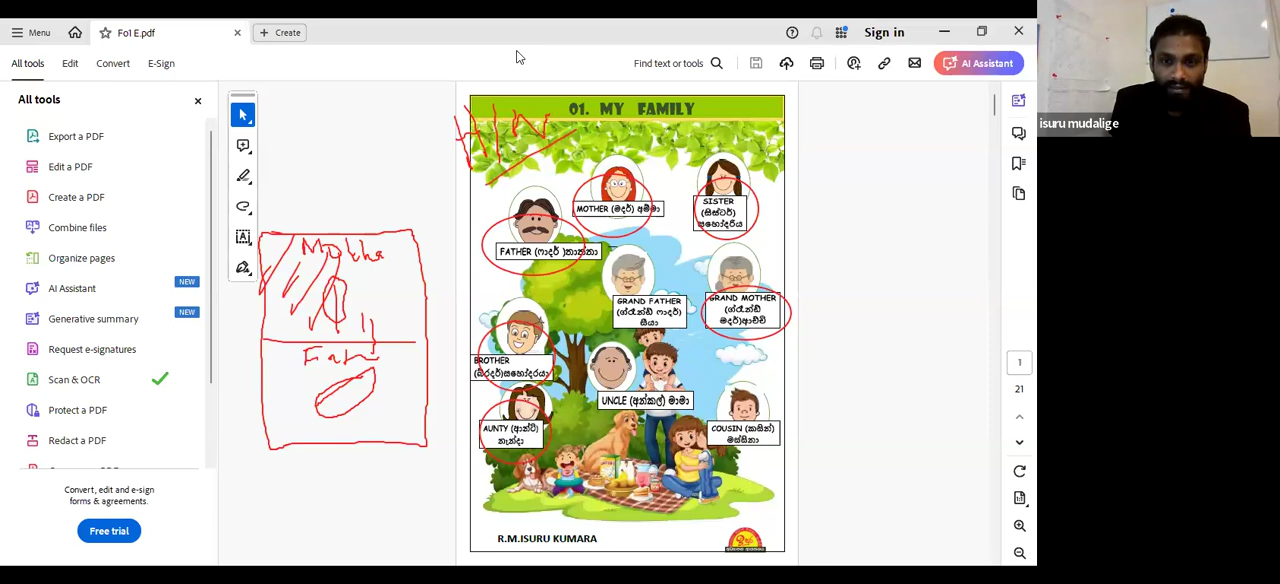 Menu
Fo1 E.pdf
Create
Sign in
All tools
Edit
Convert
E-Sign
Find text or tools
AI Assistant
All tools
Export a PDF
Edit a PDF
Create a PDF
Combine files
Organize pages
AI Assistant NEW
Generative summary NEW
Request e-signatures
Scan & OCR
Protect a PDF
Redact a PDF
Convert, edit and e-sign
forms & agreements.
Free trial
H/W
01. MY FAMILY
MOTHER (මදර්) අම්මා
SISTER
(සිස්ටර්)
සහෝදරිය
FATHER (ෆාදර් )තාත්තා
GRAND FATHER
(ග්රෑන්ඩ් ෆාදර්)
සීයා
GRAND MOTHER
(ග්රෑන්ඩ්
මදර්)ආච්චි
BROTHER
(බ්රදර්)සහෝදරයා
UNCLE (අන්කල්) මාමා
AUNTY (ආන්ටි)
නැන්දා
COUSIN (කසින්)
මස්සිනා
R.M.ISURU KUMARA
1
21
isuru mudalige